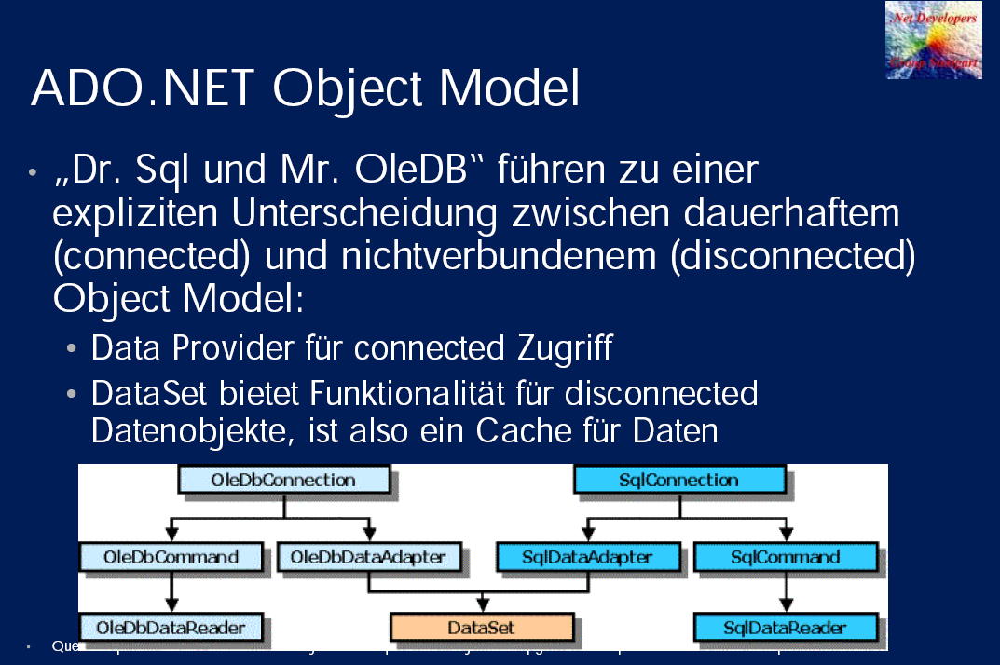 .Net Developers
Group Stuttgart
ADO.NET Object Model
• „Dr. Sql und Mr. OleDB“ führen zu einer
expliziten Unterscheidung zwischen dauerhaftem
(connected) und nichtverbundenem (disconnected)
Object Model:
• Data Provider für connected Zugriff
• DataSet bietet Funktionalität für disconnected
Datenobjekte, ist also ein Cache für Daten
OleDbConnection
SqlConnection
OleDbCommand
OleDbDataAdapter
SqlDataAdapter
SqlCommand
OleDbDataReader
DataSet
SqlDataReader